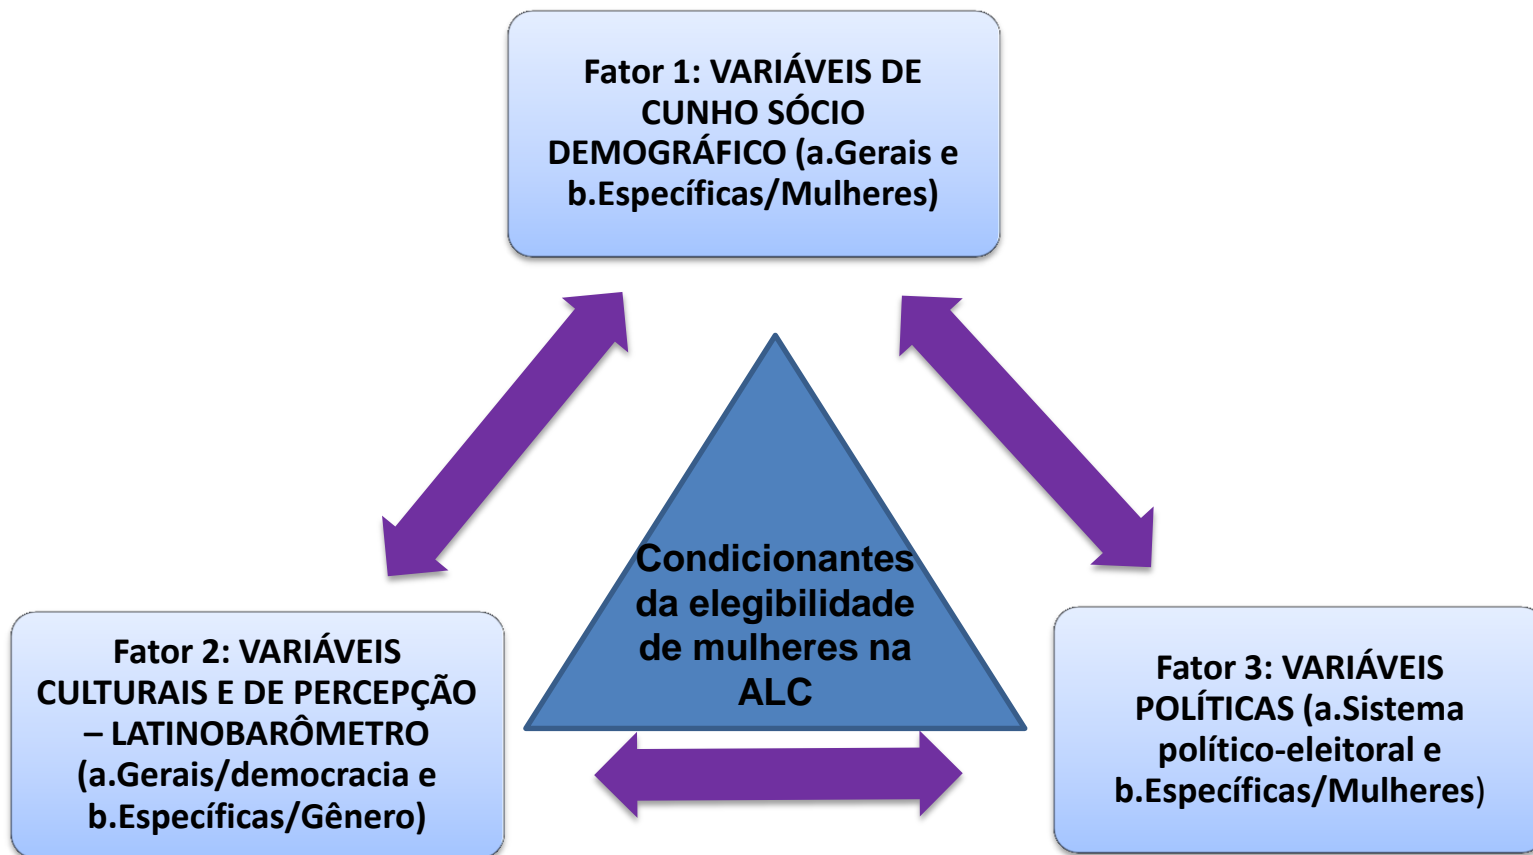 Fator 1: VARIÁVEIS DE
CUNHO SÓCIO
DEMOGRÁFICO (a.Gerais e
b.Específicas/Mulheres)
Condicionantes
da elegibilidade
de mulheres na
ALC
Fator 2: VARIÁVEIS
CULTURAIS E DE PERCEPÇÃO
– LATINOBARÔMETRO
(a.Gerais/democracia e
b.Específicas/Gênero)
Fator 3: VARIÁVEIS
POLÍTICAS (a.Sistema
político-eleitoral e
b.Específicas/Mulheres)